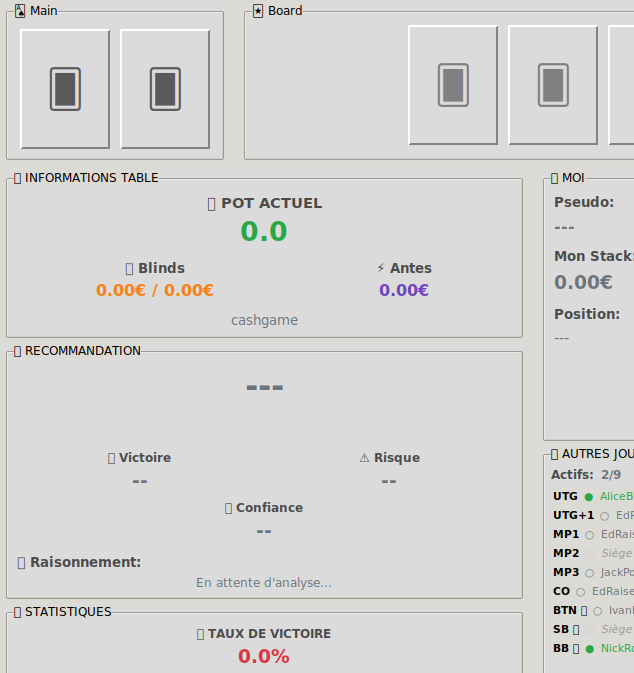 Main
Board
INFORMATIONS TABLE
POT ACTUEL
0.0
Blinds
⚡ Antes
0.00€ / 0.00€
0.00€
cashgame
RECOMMANDATION
---
Victoire
⚠ Risque
--
--
Confiance
--
Raisonnement:
En attente d'analyse...
STATISTIQUES
TAUX DE VICTOIRE
0.0%
MOI
Pseudo:
---
Mon Stack:
0.00€
Position:
---
AUTRES JOU
Actifs: 2/9
UTG ● AliceB
UTG+1 ○ EdR
MP1 ○ EdRais
MP2 ○ Siège
MP3 ○ JackPo
CO ○ EdRaise
BTN ○ Ivan
SB ○ Siège
BB ● NickRo